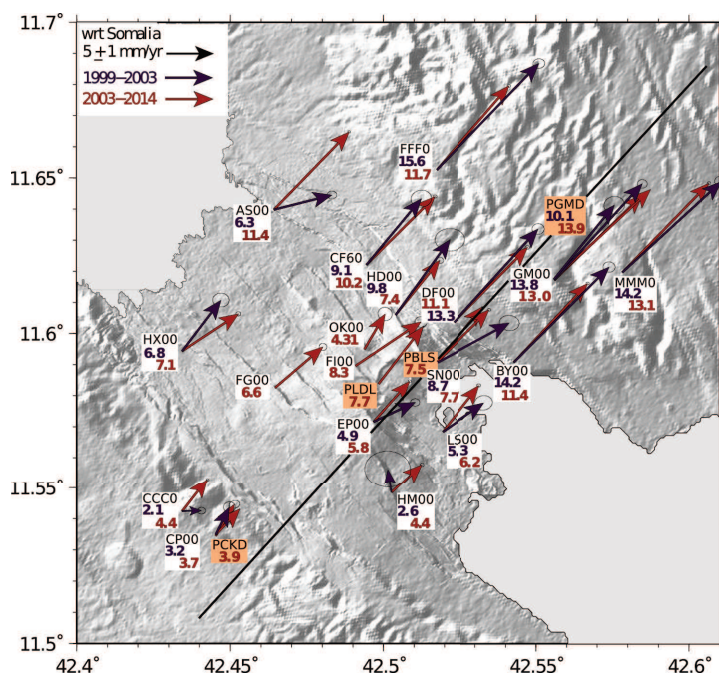 11.7°
wrt Somalia
5 ± 1 mm/yr
1999–2003
2003–2014
FFF0
15.6
11.7
11.65°
AS00
6.3
11.4
PGMD
10.1
13.9
CF60
9.1
10.2
HD00
9.8
7.4
DF00
11.1
13.3
GM00
13.8
13.0
MMM0
14.2
13.1
11.6°
HX00
6.8
7.1
OK00
4.31
FI00
8.3
PBLS
7.5
FG00
6.6
PLDL
7.7
SN00
8.7
7.7
BY00
14.2
11.4
EP00
4.9
5.8
LS00
5.3
6.2
11.55°
CCC0
2.1
4.4
HM00
2.6
4.4
CP00
3.2
3.7
PCKD
3.9
11.5°
42.4°
42.45°
42.5°
42.55°
42.6°